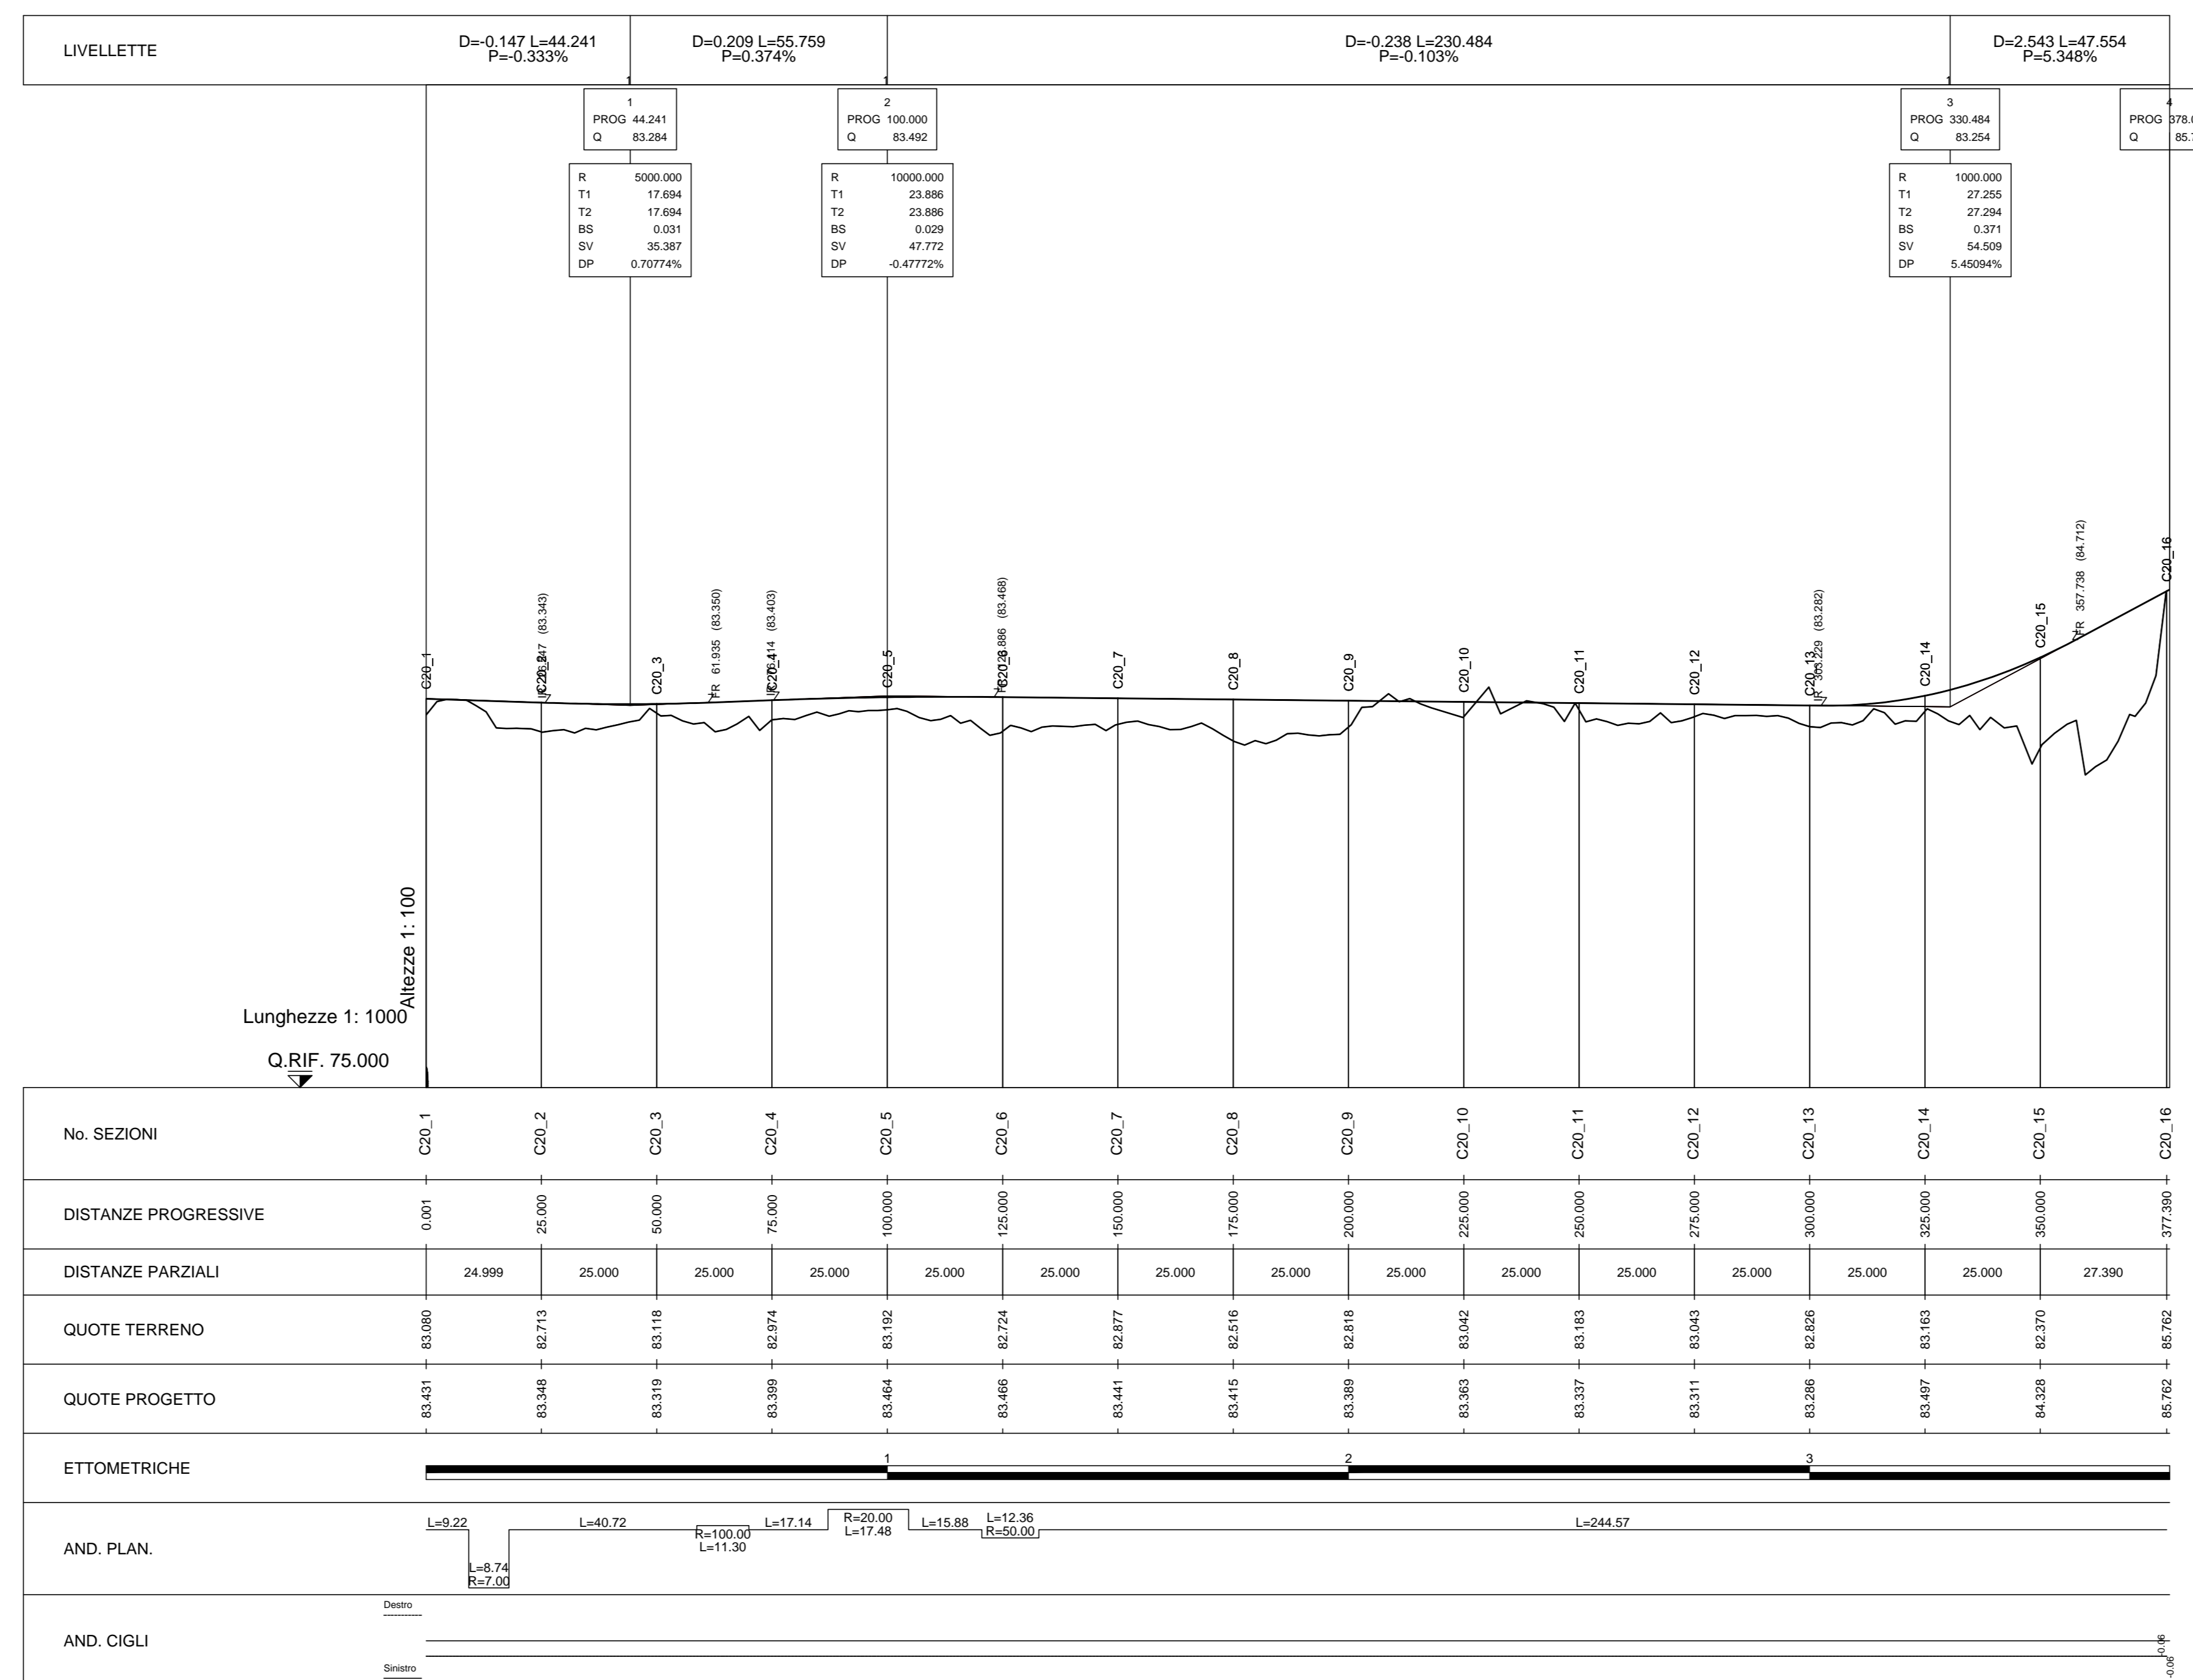 LIVELLETTE
D=-0.147 L=44.241
P=-0.333%
D=0.209 L=55.759
P=0.374%
D=-0.238 L=230.484
P=-0.103%
D=2.543 L=47.554
P=5.348%
1
1
1
1
PROG 44.241
Q 83.284
2
PROG 100.000
Q 83.492
3
PROG 330.484
Q 83.254
4
PROG
Q
R 5000.000
T1 17.694
T2 17.694
BS 0.031
SV 35.387
DP 0.70774%
R 10000.000
T1 23.886
T2 23.886
BS 0.029
SV 47.772
DP -0.47772%
R 1000.000
T1 27.255
T2 27.294
BS 0.371
SV 54.509
DP 5.45094%
C20_1
C20_2
(83.343)
C20_3
FR 61.935 (83.350)
C20_4
(83.403)
C20_5
C20_6
(83.468)
C20_7
C20_8
C20_9
C20_10
C20_11
C20_12
C20_13
IR 303.229 (83.282)
C20_14
C20_15
FR 357.738 (84.712)
C20_16
Altezze 1: 100
Lunghezze 1: 1000
Q.RIF. 75.000
No. SEZIONI C20_1 C20_2 C20_3 C20_4 C20_5 C20_6 C20_7 C20_8 C20_9 C20_10 C20_11 C20_12 C20_13 C20_14 C20_15 C20_16
DISTANZE PROGRESSIVE 0.001 25.000 50.000 75.000 100.000 125.000 150.000 175.000 200.000 225.000 250.000 275.000 300.000 325.000 350.000 377.390
DISTANZE PARZIALI 24.999 25.000 25.000 25.000 25.000 25.000 25.000 25.000 25.000 25.000 25.000 25.000 25.000 25.000 27.390
QUOTE TERRENO 83.080 82.713 83.118 82.974 83.192 82.724 82.877 82.516 82.818 83.042 83.183 83.043 82.826 83.163 82.370 85.762
QUOTE PROGETTO 83.431 83.348 83.319 83.399 83.464 83.466 83.441 83.415 83.389 83.363 83.337 83.311 83.286 83.497 84.328 85.762
ETTOMETRICHE 1 2 3
AND. PLAN.
L=9.22
L=8.74
R=7.00
L=40.72
R=100.00
L=11.30
L=17.14
R=20.00
L=17.48
L=15.88
L=12.36
R=50.00
L=244.57
AND. CIGLI
Destro
Sinistro
-0.06
-0.06